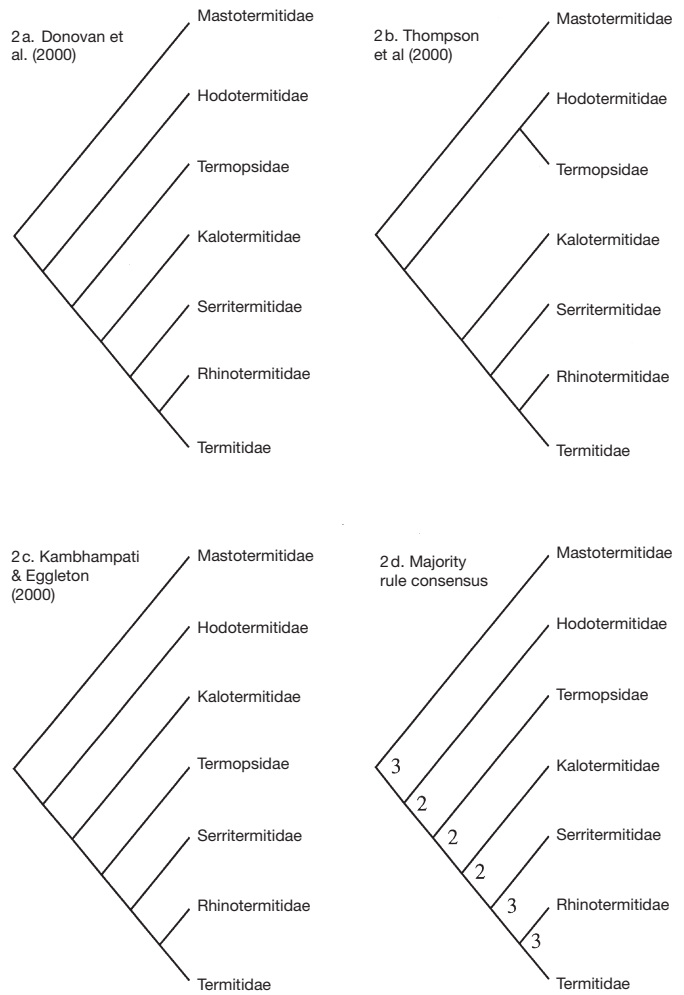 2a. Donovan et
al. (2000)
Mastotermitidae
Hodotermitidae
Termopsidae
Kalotermitidae
Serritermitidae
Rhinotermitidae
Termitidae
2b. Thompson
et al (2000)
Mastotermitidae
Hodotermitidae
Termopsidae
Kalotermitidae
Serritermitidae
Rhinotermitidae
Termitidae
2c. Kambhampati
& Eggleton
(2000)
Mastotermitidae
Hodotermitidae
Kalotermitidae
Termopsidae
Serritermitidae
Rhinotermitidae
Termitidae
2d. Majority
rule consensus
Mastotermitidae
Hodotermitidae
Termopsidae
Kalotermitidae
Serritermitidae
Rhinotermitidae
Termitidae
3
2
2
2
3
3